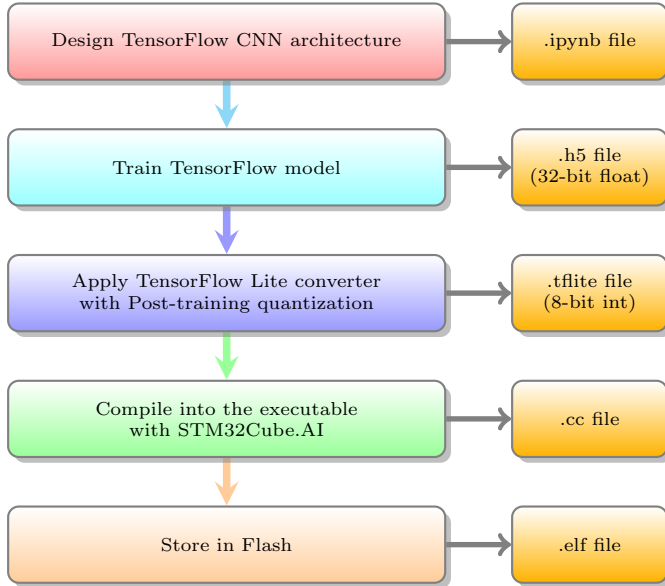 Design TensorFlow CNN architecture
.ipynb file
Train TensorFlow model
.h5 file
(32-bit float)
Apply TensorFlow Lite converter
with Post-training quantization
.tflite file
(8-bit int)
Compile into the executable
with STM32Cube.AI
.cc file
Store in Flash
.elf file